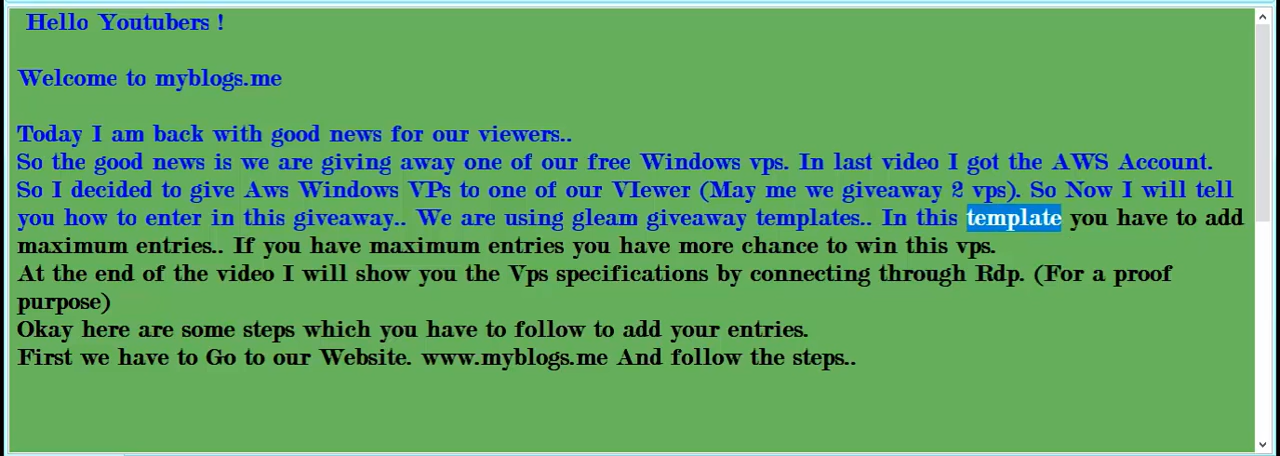 Hello Youtubers !
Welcome to myblogs.me
Today I am back with good news for our viewers..
So the good news is we are giving away one of our free Windows vps. In last video I got the AWS Account.
So I decided to give Aws Windows VPs to one of our VIewer (May me we giveaway 2 vps). So Now I will tell
you how to enter in this giveaway.. We are using gleam giveaway templates.. In this template you have to add
maximum entries.. If you have maximum entries you have more chance to win this vps.
At the end of the video I will show you the Vps specifications by connecting through Rdp. (For a proof
purpose)
Okay here are some steps which you have to follow to add your entries.
First we have to Go to our Website. www.myblogs.me And follow the steps..